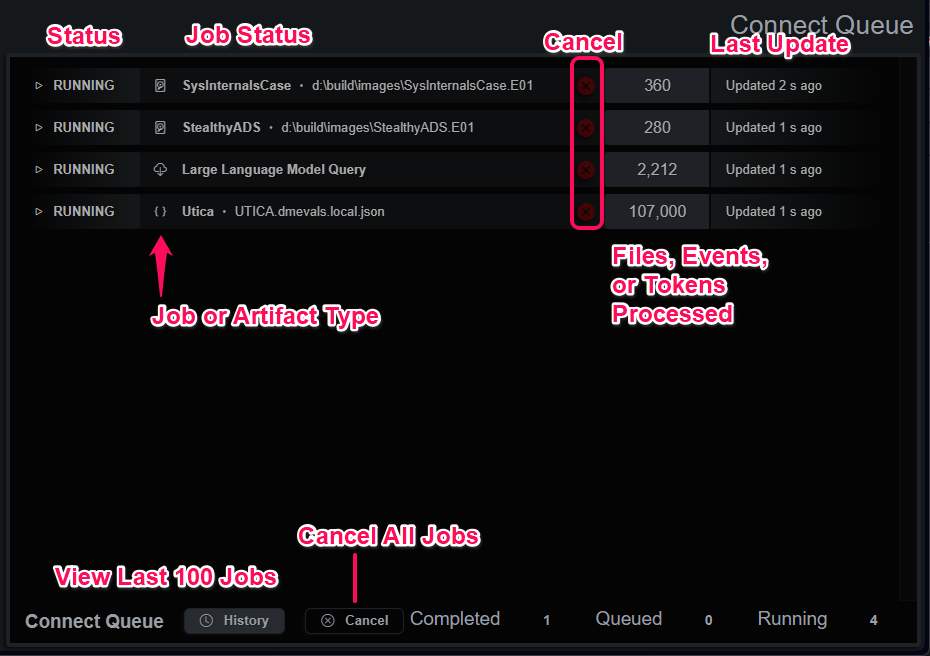 Connect Queue
Status
Job Status
Cancel
Last Update
RUNNING SysInternalsCase • d:\build\images\SysInternalsCase.E01 360 Updated 2 s ago
RUNNING StealthyADS • d:\build\images\StealthyADS.E01 280 Updated 1 s ago
RUNNING Large Language Model Query 2,212 Updated 1 s ago
RUNNING { } Utica • UTICA.dmevals.local.json 107,000 Updated 1 s ago
Files, Events,
or Tokens
Processed
Job or Artifact Type
Cancel All Jobs
View Last 100 Jobs
Connect Queue History Cancel Completed 1 Queued 0 Running 4